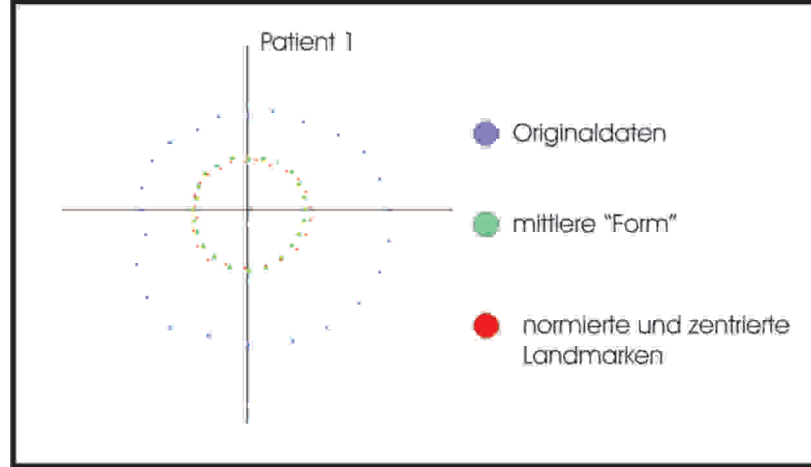 Patient 1
Originaldaten
mittlere "Form"
normierte und zentrierte
Landmarken